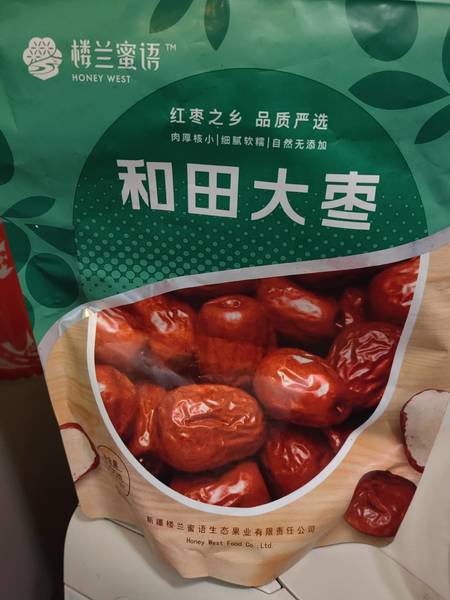 楼兰蜜语™
HONEY WEST
红枣之乡 品质严选
肉厚核小|细腻软糯|自然无添加
和田大枣
新疆楼兰蜜语生态果业有限责任公司
Honey West Food Co.,Ltd.